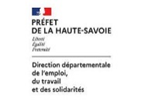 PRÉFET
DE LA HAUTE-SAVOIE
Liberté
Égalité
Fraternité
Direction départementale
de l'emploi,
du travail
et des solidarités